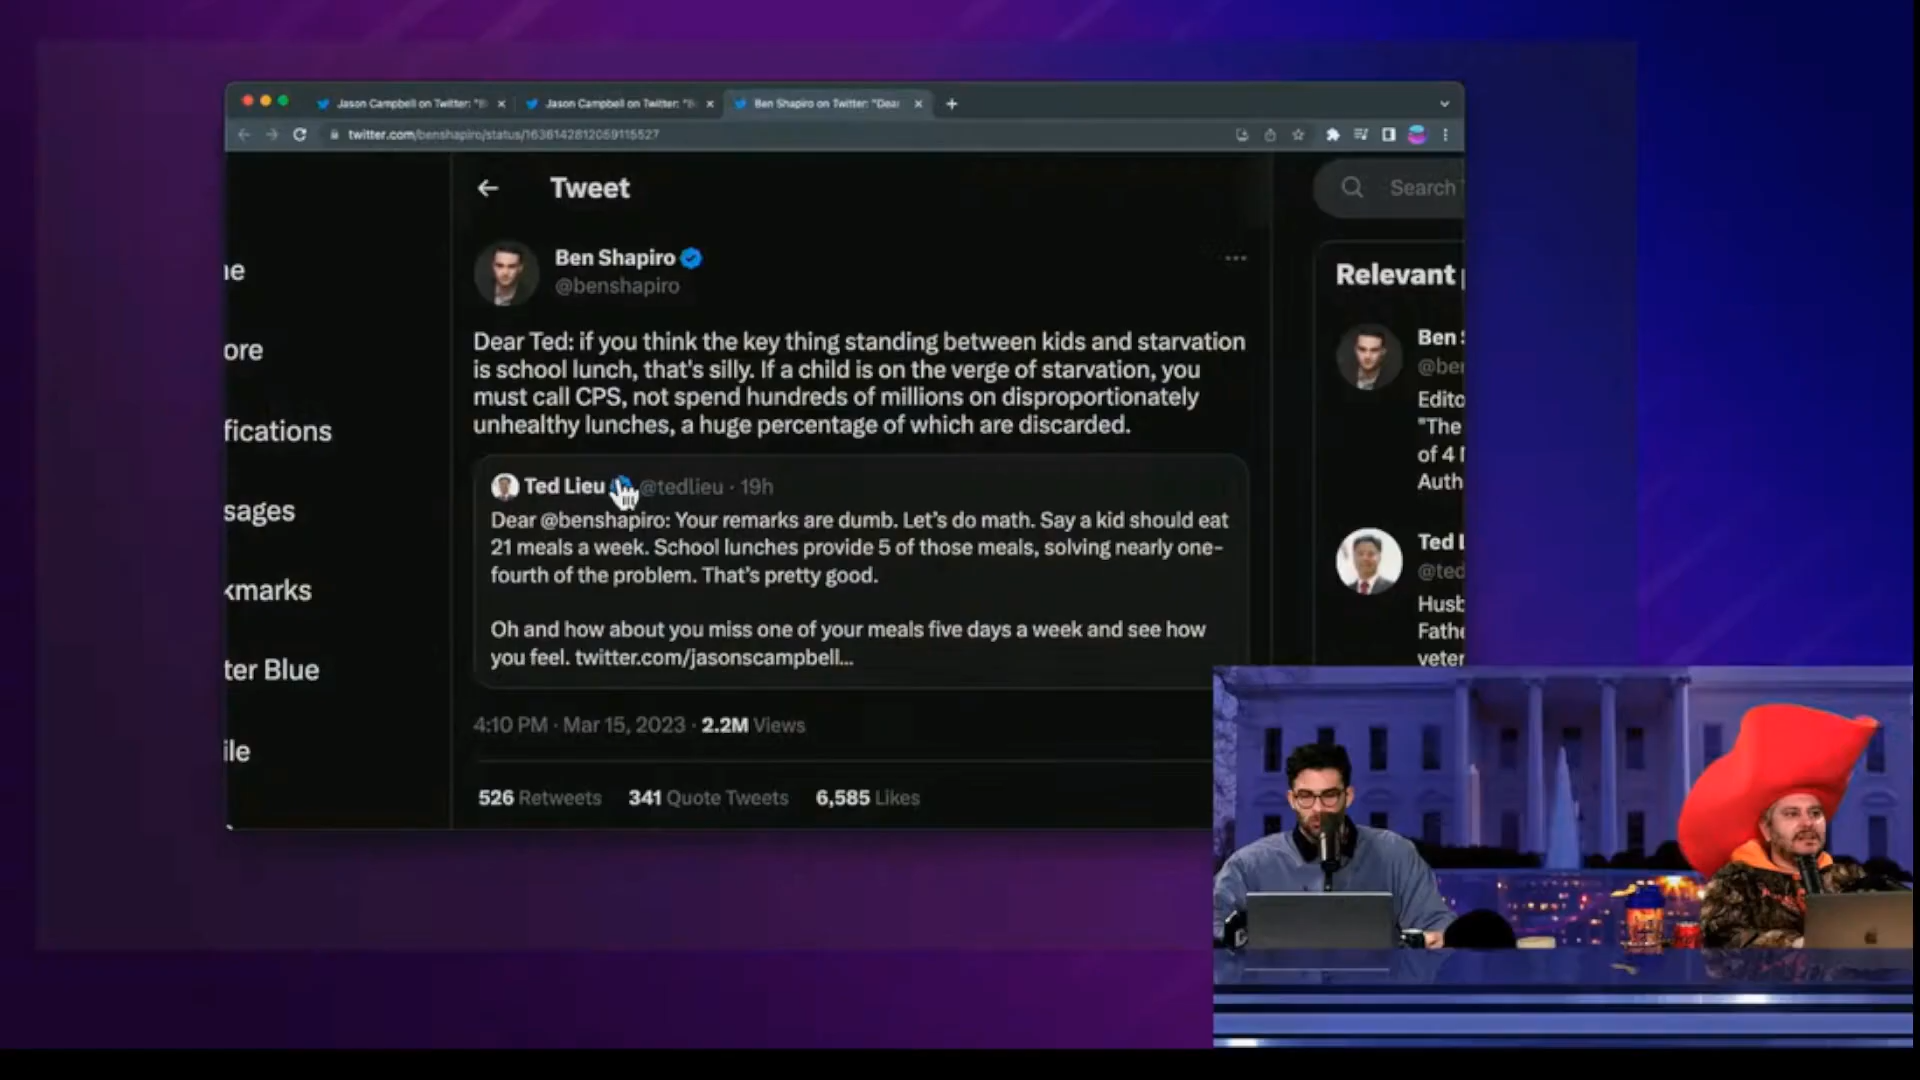 Jason Campbell on Twitter: "B
Jason Campbell on Twitter: "B
Ben Shapiro on Twitter: "Dear
twitter.com/benshapiro/status/1636142812059115527
Tweet
Search
Ben Shapiro
@benshapiro
Dear Ted: if you think the key thing standing between kids and starvation
is school lunch, that's silly. If a child is on the verge of starvation, you
must call CPS, not spend hundreds of millions on disproportionately
unhealthy lunches, a huge percentage of which are discarded.
Ted Lieu @tedlieu · 19h
Dear @benshapiro: Your remarks are dumb. Let's do math. Say a kid should eat
21 meals a week. School lunches provide 5 of those meals, solving nearly one-
fourth of the problem. That's pretty good.
Oh and how about you miss one of your meals five days a week and see how
you feel. twitter.com/jasonscampbell...
4:10 PM · Mar 15, 2023 · 2.2M Views
526 Retweets 341 Quote Tweets 6,585 Likes
ne
ore
fications
sages
kmarks
ter Blue
ile
Relevant
Ben
@ber
Edito
"The
of 4
Auth
Ted
@ted
Husb
Fathe
veter